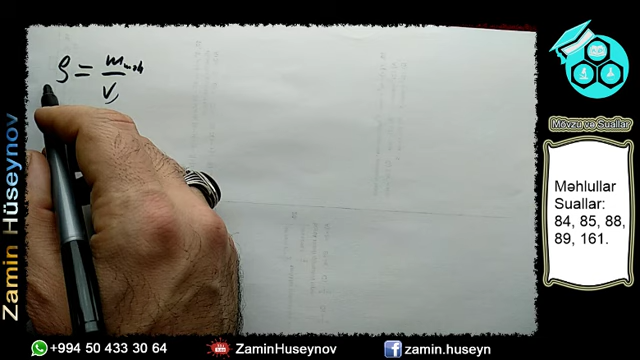 ρ = m məh
V
Mövzu və Suallar
Məhlullar
Suallar:
84, 85, 88,
89, 161.
Zamin Hüseynov
+994 50 433 30 64
ZaminHuseynov
zamin.huseyn